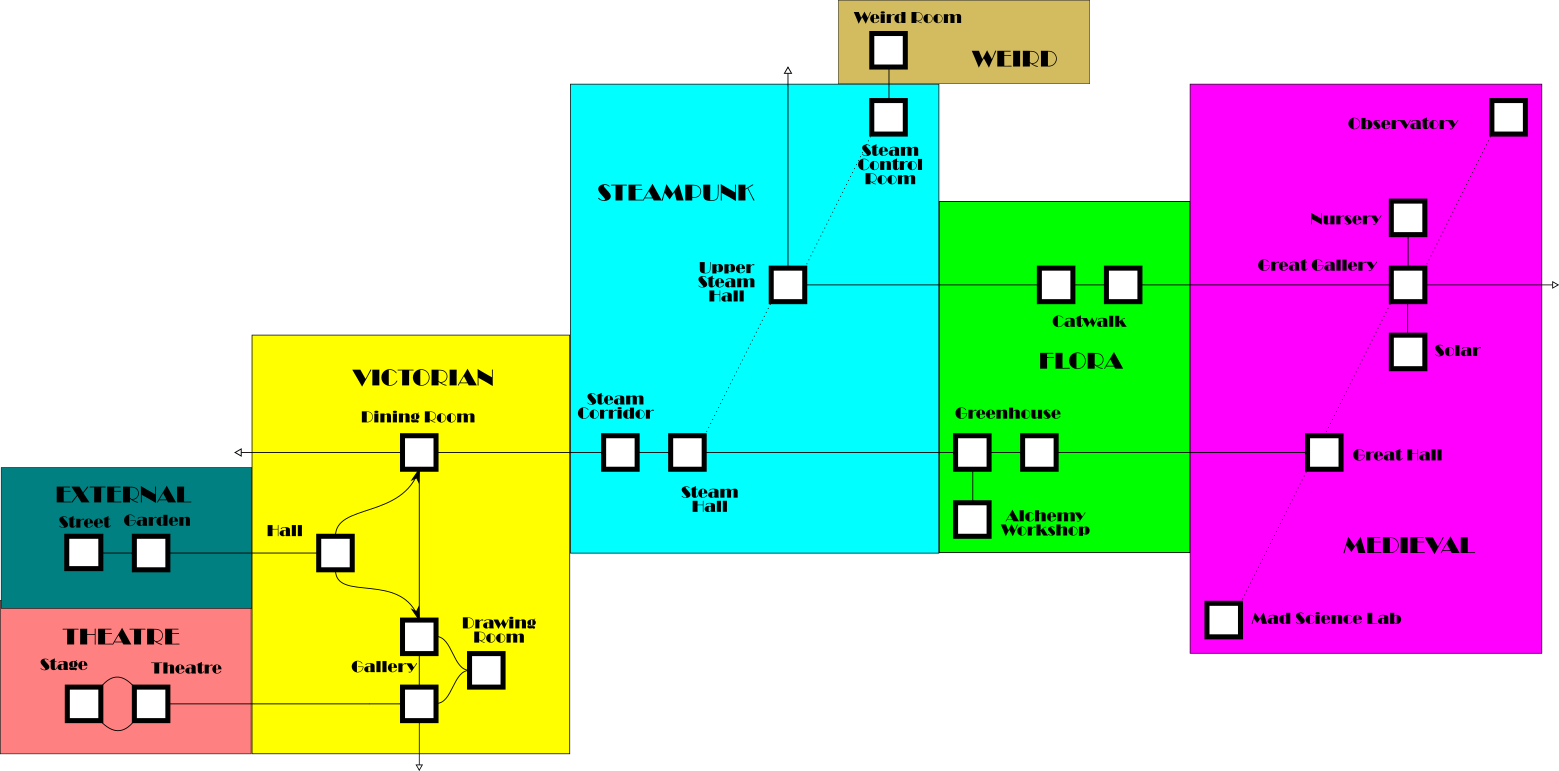 Weird Room
WEIRD
Steam
Control
Room
STEAMPUNK
Upper
Steam
Hall
Steam
Corridor
Steam
Hall
Catwalk
FLORA
Greenhouse
Alchemy
Workshop
Observatory
Nursery
Great Gallery
Solar
Great Hall
MEDIEVAL
Mad Science Lab
VICTORIAN
Dining Room
Hall
Drawing
Room
Gallery
EXTERNAL
Street
Garden
THEATRE
Stage
Theatre